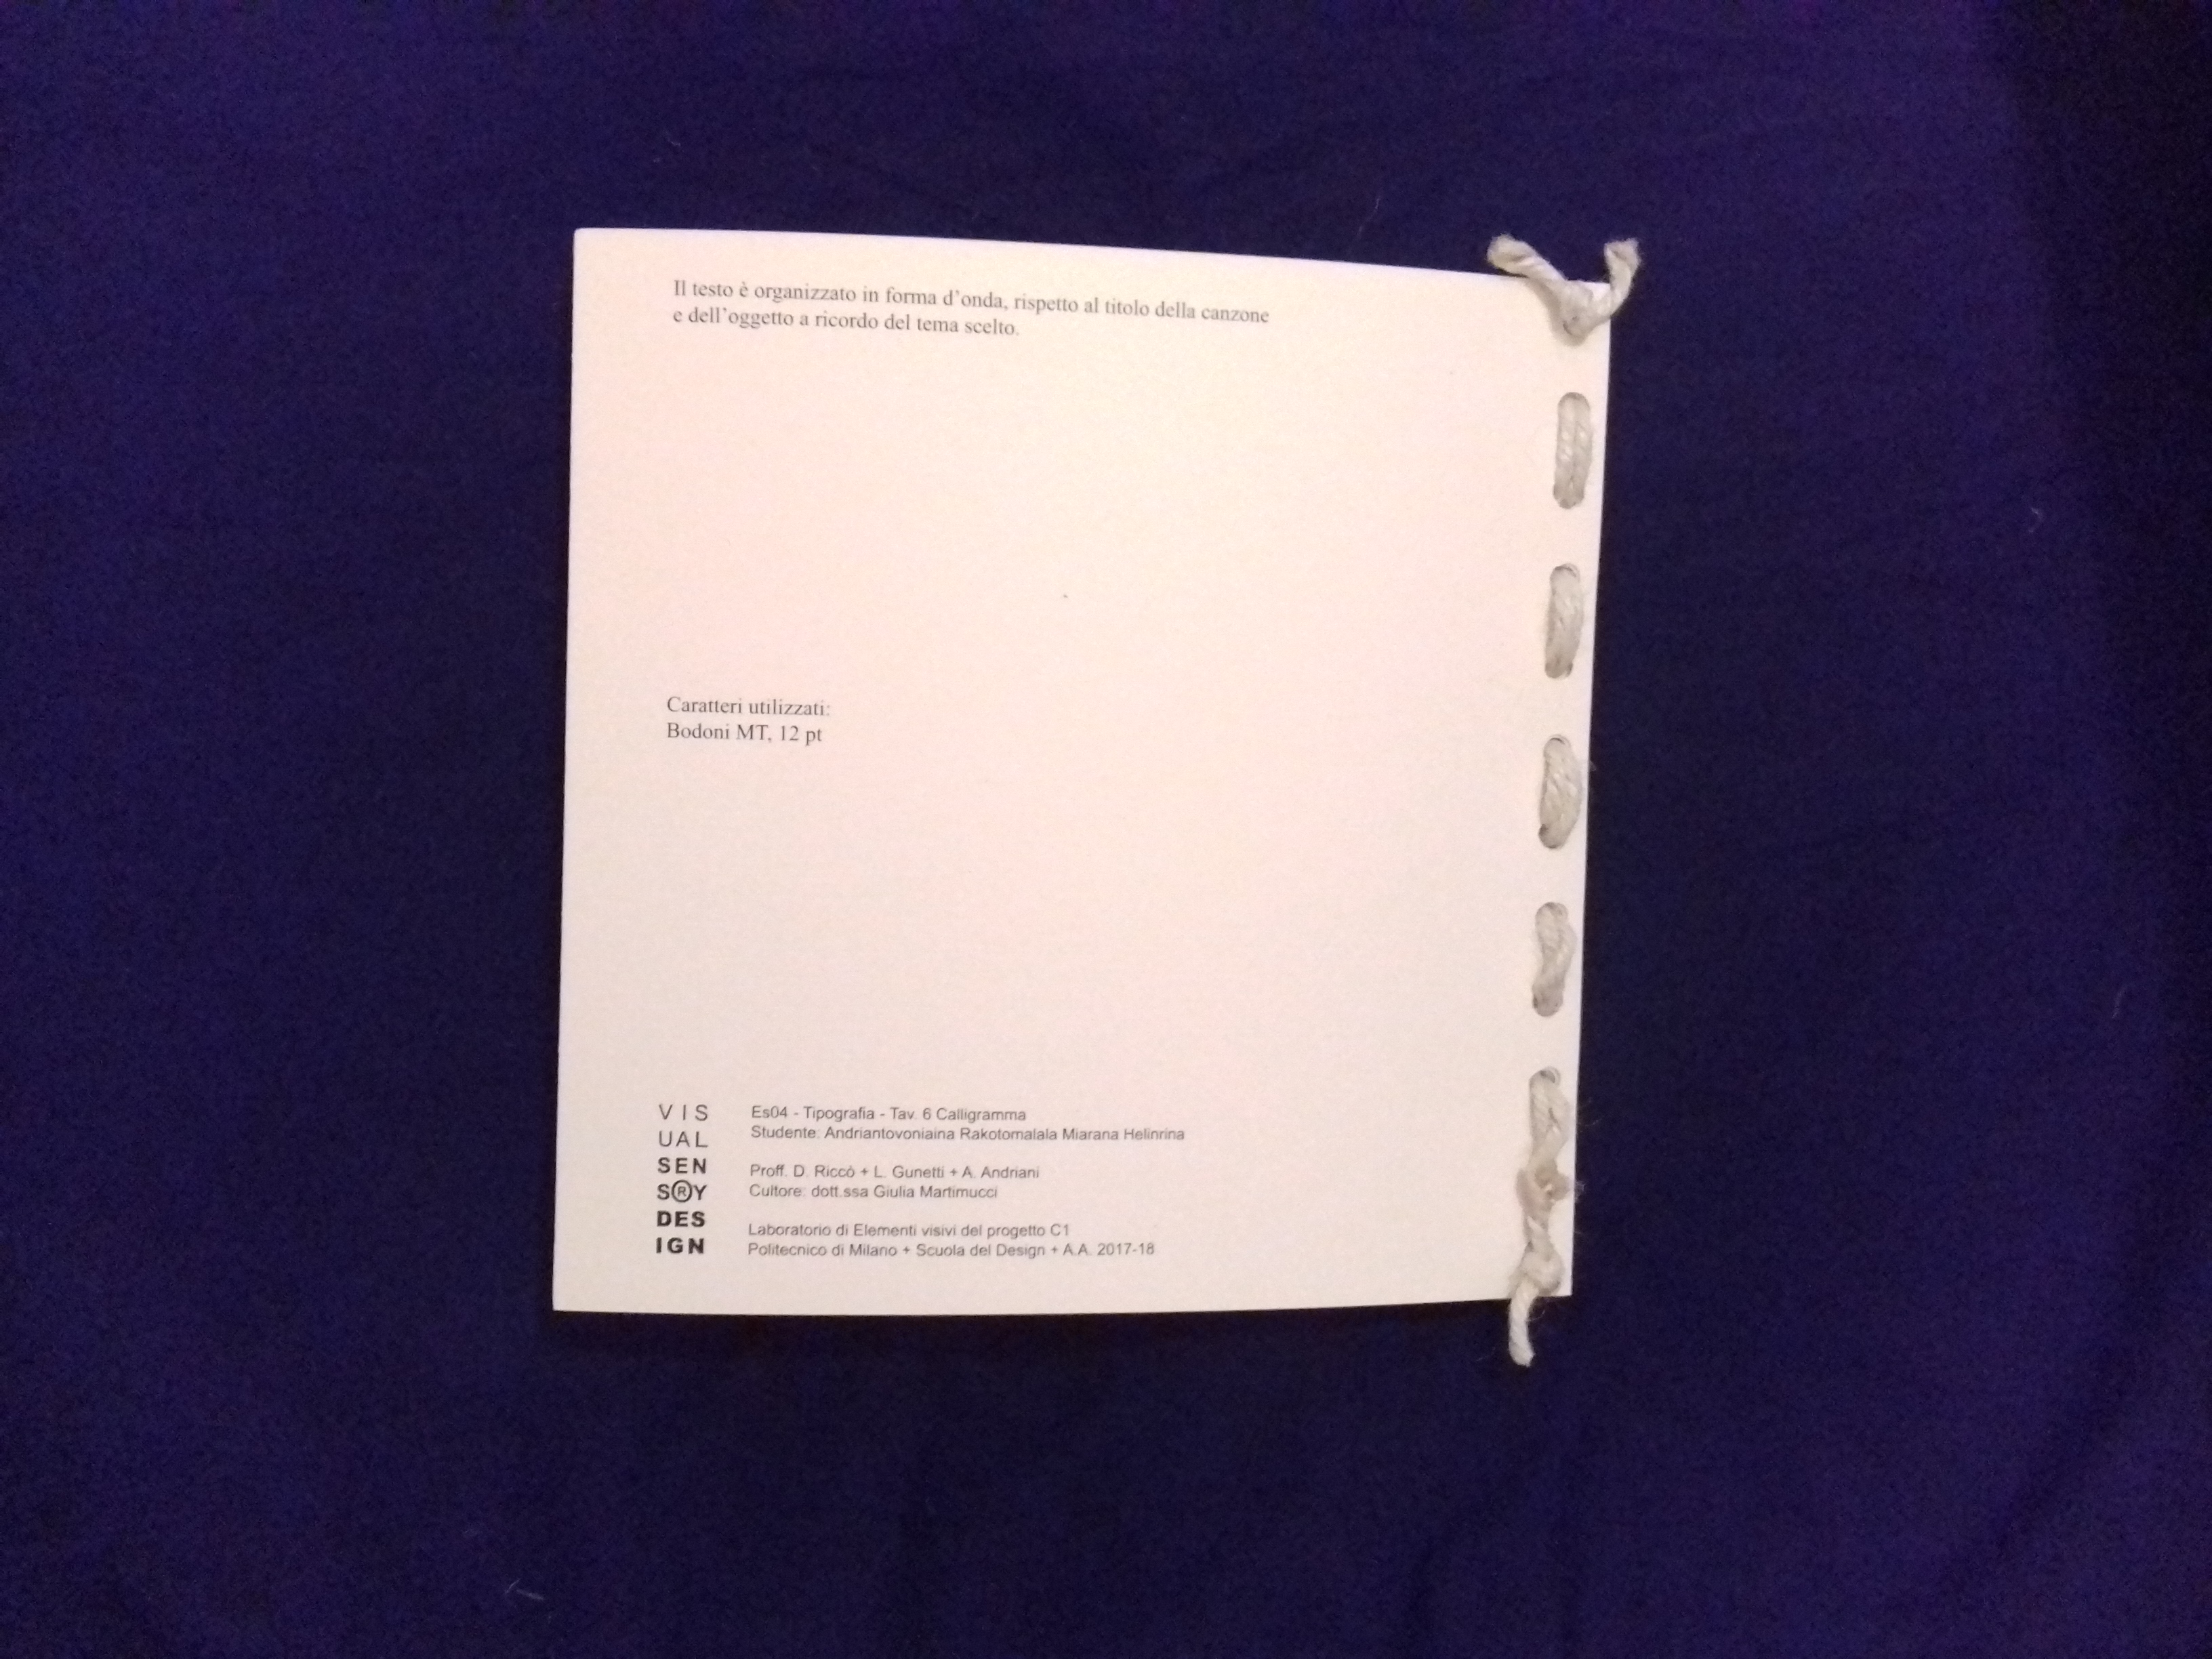 Il testo è organizzato in forma d'onda, rispetto al titolo della canzone
e dell'oggetto a ricordo del tema scelto.
Caratteri utilizzati:
Bodoni MT, 12 pt
VIS
UAL
SEN
S®Y
DES
IGN
Es04 - Tipografia - Tav. 6 Calligramma
Studente: Andriantovoniaina Rakotomalala Miarana Helinrina
Proff. D. Riccò + L. Gunetti + A. Andriani
Cultore: dott.ssa Giulia Martimucci
Laboratorio di Elementi visivi del progetto C1
Politecnico di Milano + Scuola del Design + A.A. 2017-18